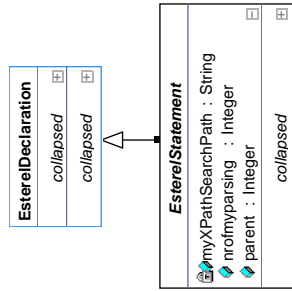 EsterelDeclaration
collapsed
collapsed
EsterelStatement
myXPathSearchPath : String
nrofmyparsing : Integer
parent : Integer
collapsed